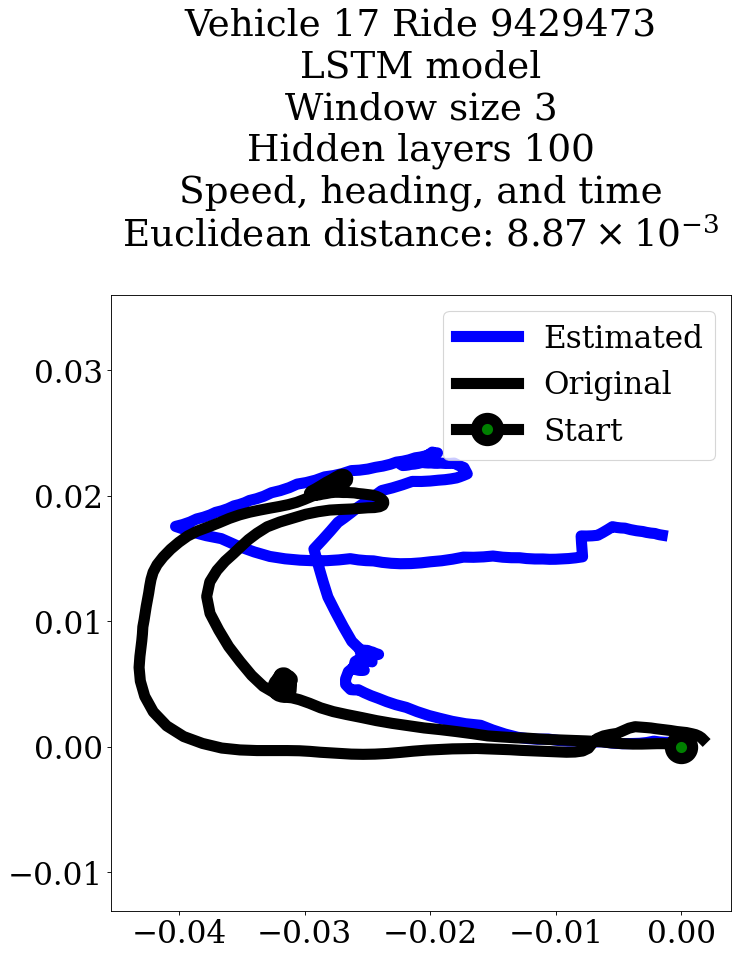 Vehicle 17 Ride 9429473
LSTM model
Window size 3
Hidden layers 100
Speed, heading, and time
Euclidean distance: 8.87 × 10⁻³
Estimated
Original
Start
0.03
0.02
0.01
0.00
−0.01
−0.04 −0.03 −0.02 −0.01 0.00